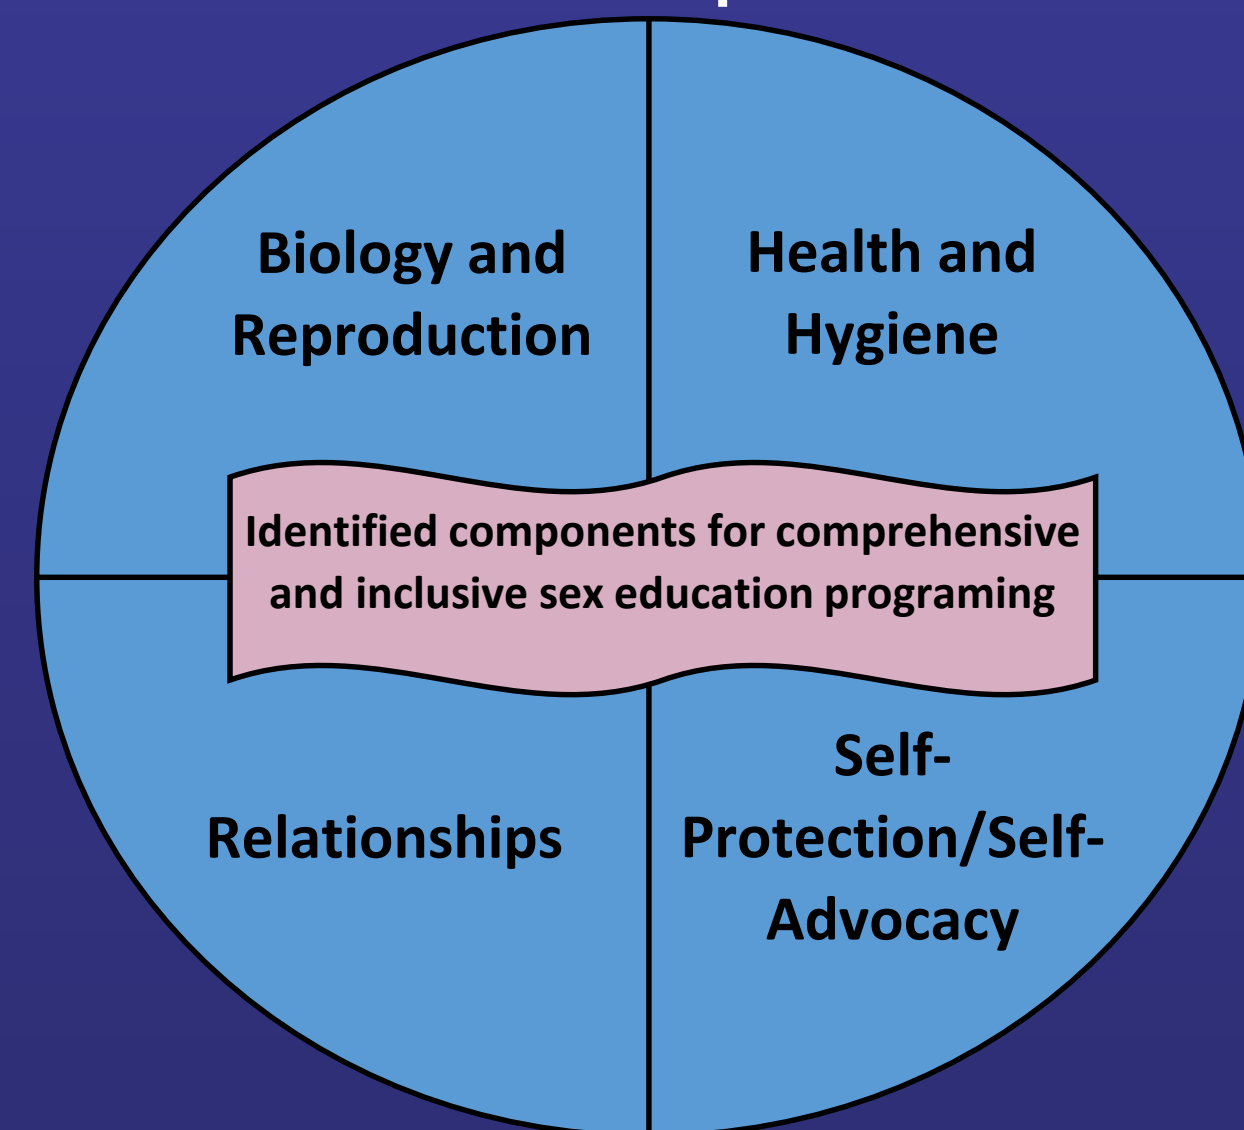 Biology and
Reproduction
Health and
Hygiene
Identified components for comprehensive
and inclusive sex education programing
Relationships
Self-
Protection/Self-
Advocacy